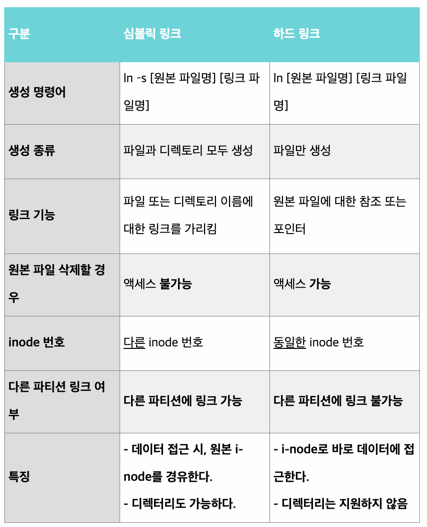 구분 심볼릭 링크 하드 링크
생성 명령어 ln -s [원본 파일명] [링크 파 ln [원본 파일명] [링크 파일
일명] 명]
생성 종류 파일과 디렉토리 모두 생성 파일만 생성
링크 기능 파일 또는 디렉토리 이름에 원본 파일에 대한 참조 또는
대한 링크를 가리킴 포인터
원본 파일 삭제할 경 액세스 불가능 액세스 가능
우
inode 번호 다른 inode 번호 동일한 inode 번호
다른 파티션 링크 여 다른 파티션에 링크 가능 다른 파티션에 링크 불가능
부
특징 - 데이터 접근 시, 원본 i- - i-node로 바로 데이터에 접
node를 경유한다. 근한다.
- 디렉터리도 가능하다. - 디렉터리는 지원하지 않음